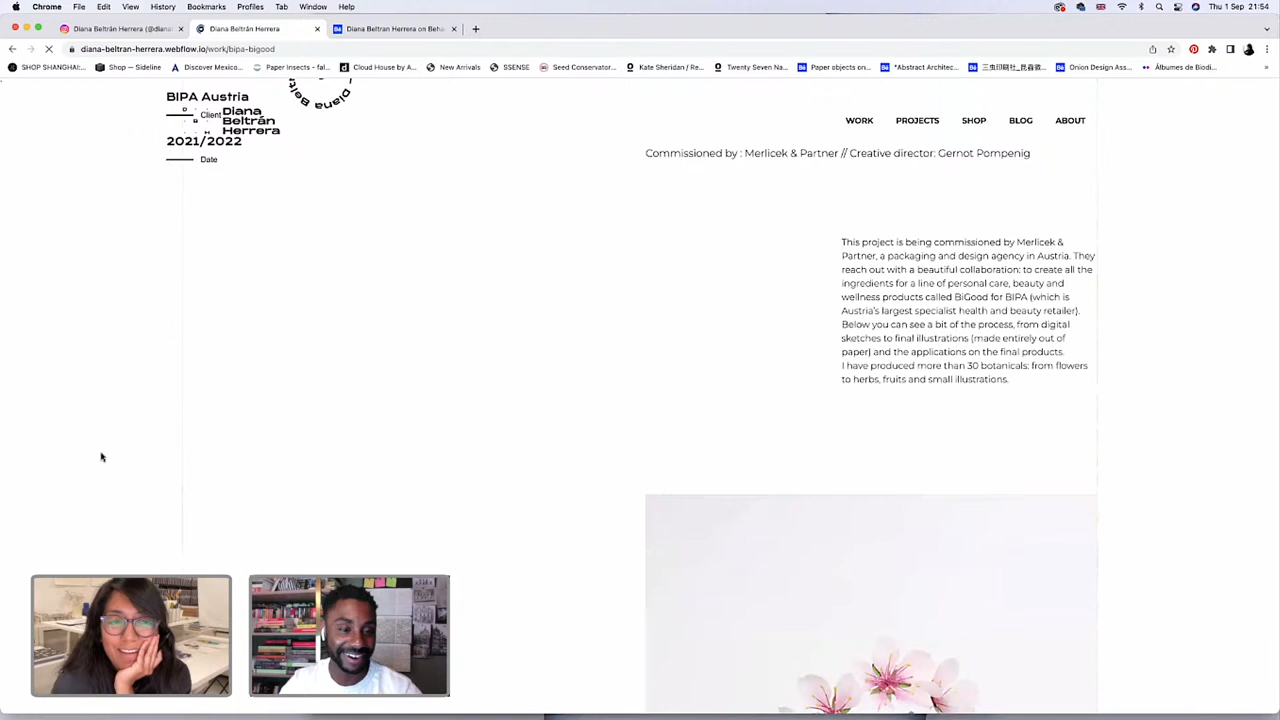 Chrome File Edit View History Bookmarks Profiles Tab Window Help Thu 1 Sep 21:54
Diana Beltrán Herrera (@diana Diana Beltrán Herrera Diana Beltran Herrera on Beha
diana-beltran-herrera.webflow.io/work/bipa-bigood
SHOP SHANGHAI:... Shop — Sideline Discover Mexico... Paper Insects - fal... Cloud House by A... New Arrivals SSENSE Seed Conservator... Kate Sheridan / Re... Twenty Seven Na... Paper objects on... *Abstract Architec... Onion Design Ass... Álbumes de Biodi...
Diana Belt
BIPA Austria
Client
Diana
Beltrán
Herrera
2021/2022
Date
WORK PROJECTS SHOP BLOG ABOUT
Commissioned by : Merlicek & Partner // Creative director: Gernot Pompenig
This project is being commissioned by Merlicek &
Partner, a packaging and design agency in Austria. They
reach out with a beautiful collaboration: to create all the
ingredients for a line of personal care, beauty and
wellness products called BiGood for BIPA (which is
Austria's largest specialist health and beauty retailer).
Below you can see a bit of the process, from digital
sketches to final illustrations (made entirely out of
paper) and the applications on the final products.
I have produced more than 30 botanicals: from flowers
to herbs, fruits and small illustrations.